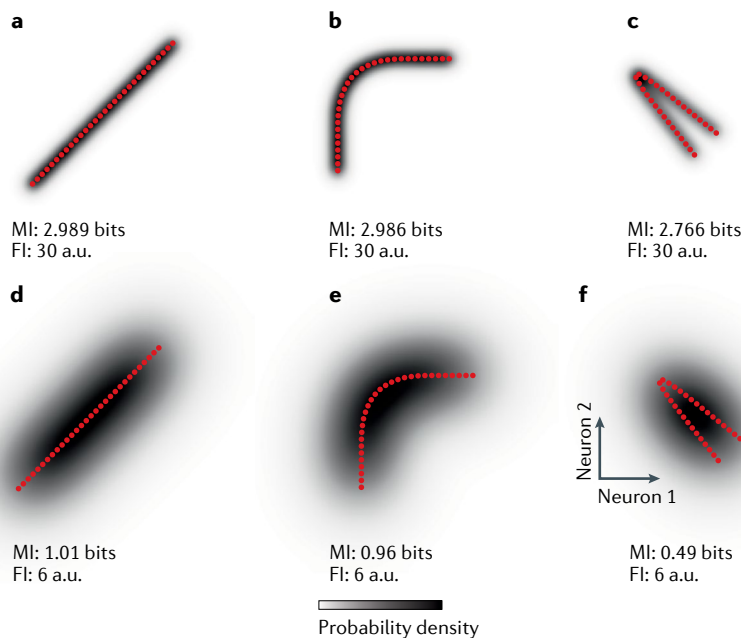 a
b
c
MI: 2.989 bits
FI: 30 a.u.
MI: 2.986 bits
FI: 30 a.u.
MI: 2.766 bits
FI: 30 a.u.
d
e
f
Neuron 2
Neuron 1
MI: 1.01 bits
FI: 6 a.u.
MI: 0.96 bits
FI: 6 a.u.
MI: 0.49 bits
FI: 6 a.u.
Probability density